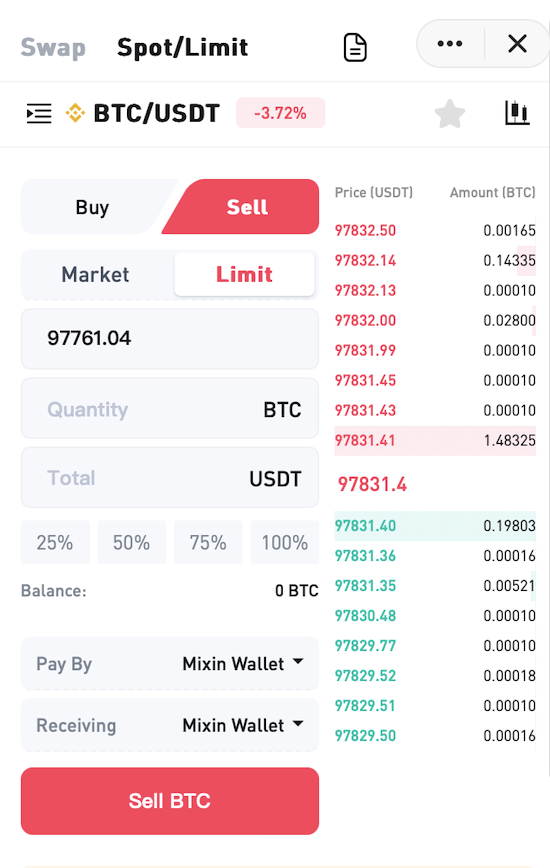 Swap Spot/Limit
BTC/USDT -3.72%
Buy Sell
Market Limit
97761.04
Quantity BTC
Total USDT
25% 50% 75% 100%
Balance: 0 BTC
Pay By Mixin Wallet
Receiving Mixin Wallet
Sell BTC
Price (USDT) Amount (BTC)
97832.50 0.00165
97832.14 0.14335
97832.13 0.00010
97832.00 0.02800
97831.99 0.00010
97831.45 0.00010
97831.43 0.00010
97831.41 1.48325
97831.4
97831.40 0.19803
97831.36 0.00016
97831.35 0.00521
97830.48 0.00010
97829.77 0.00010
97829.52 0.00018
97829.51 0.00010
97829.50 0.00016